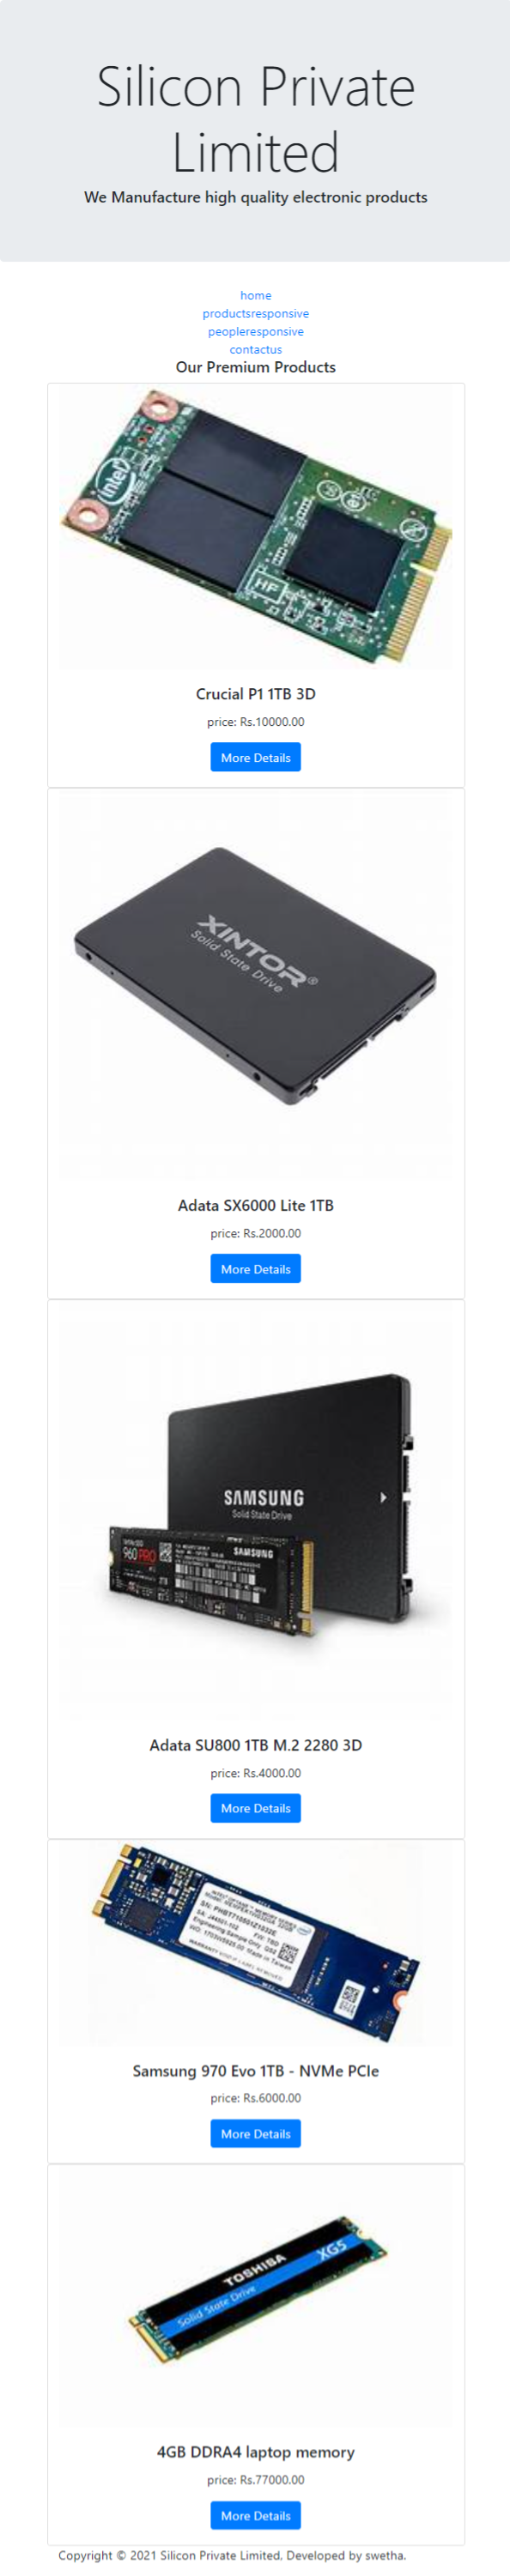 Silicon Private
Limited
We Manufacture high quality electronic products
home
productsresponsive
peopleresponsive
contactus
Our Premium Products
intel
HF
Crucial P1 1TB 3D
price: Rs.10000.00
More Details
XINTOR®
Solid State Drive
Adata SX6000 Lite 1TB
price: Rs.2000.00
More Details
SAMSUNG
Solid State Drive
960 PRO
SAMSUNG
Adata SU800 1TB M.2 2280 3D
price: Rs.4000.00
More Details
Engineering Sample Only
Samsung 970 Evo 1TB - NVMe PCIe
price: Rs.6000.00
More Details
TOSHIBA XG5
Solid State Drive
4GB DDRA4 laptop memory
price: Rs.77000.00
More Details
Copyright © 2021 Silicon Private Limited, Developed by swetha.